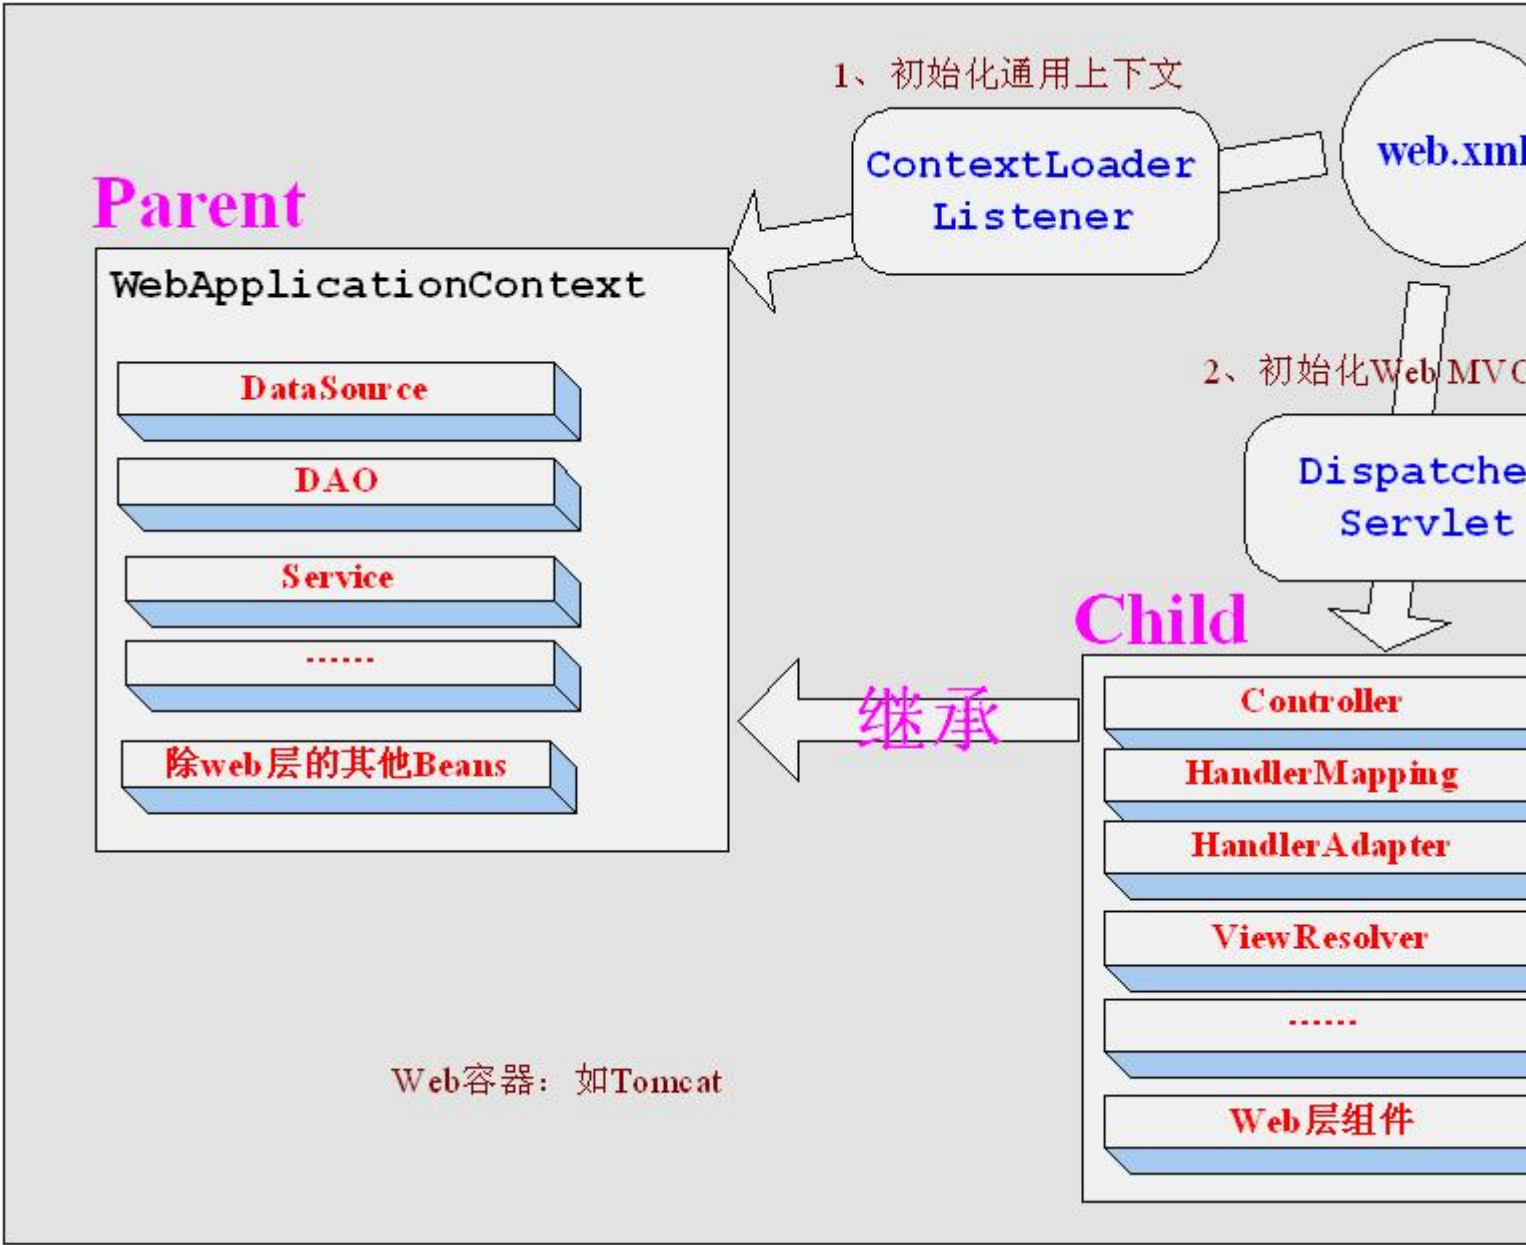 1、初始化通用上下文
web.xml
ContextLoader
Listener
Parent
WebApplicationContext
DataSource
DAO
Service
------
除web层的其他Beans
2、初始化Web MVC
Dispatche
Servlet
Child
继承
Controller
HandlerMapping
HandlerAdapter
ViewResolver
------
Web层组件
Web容器：如Tomcat